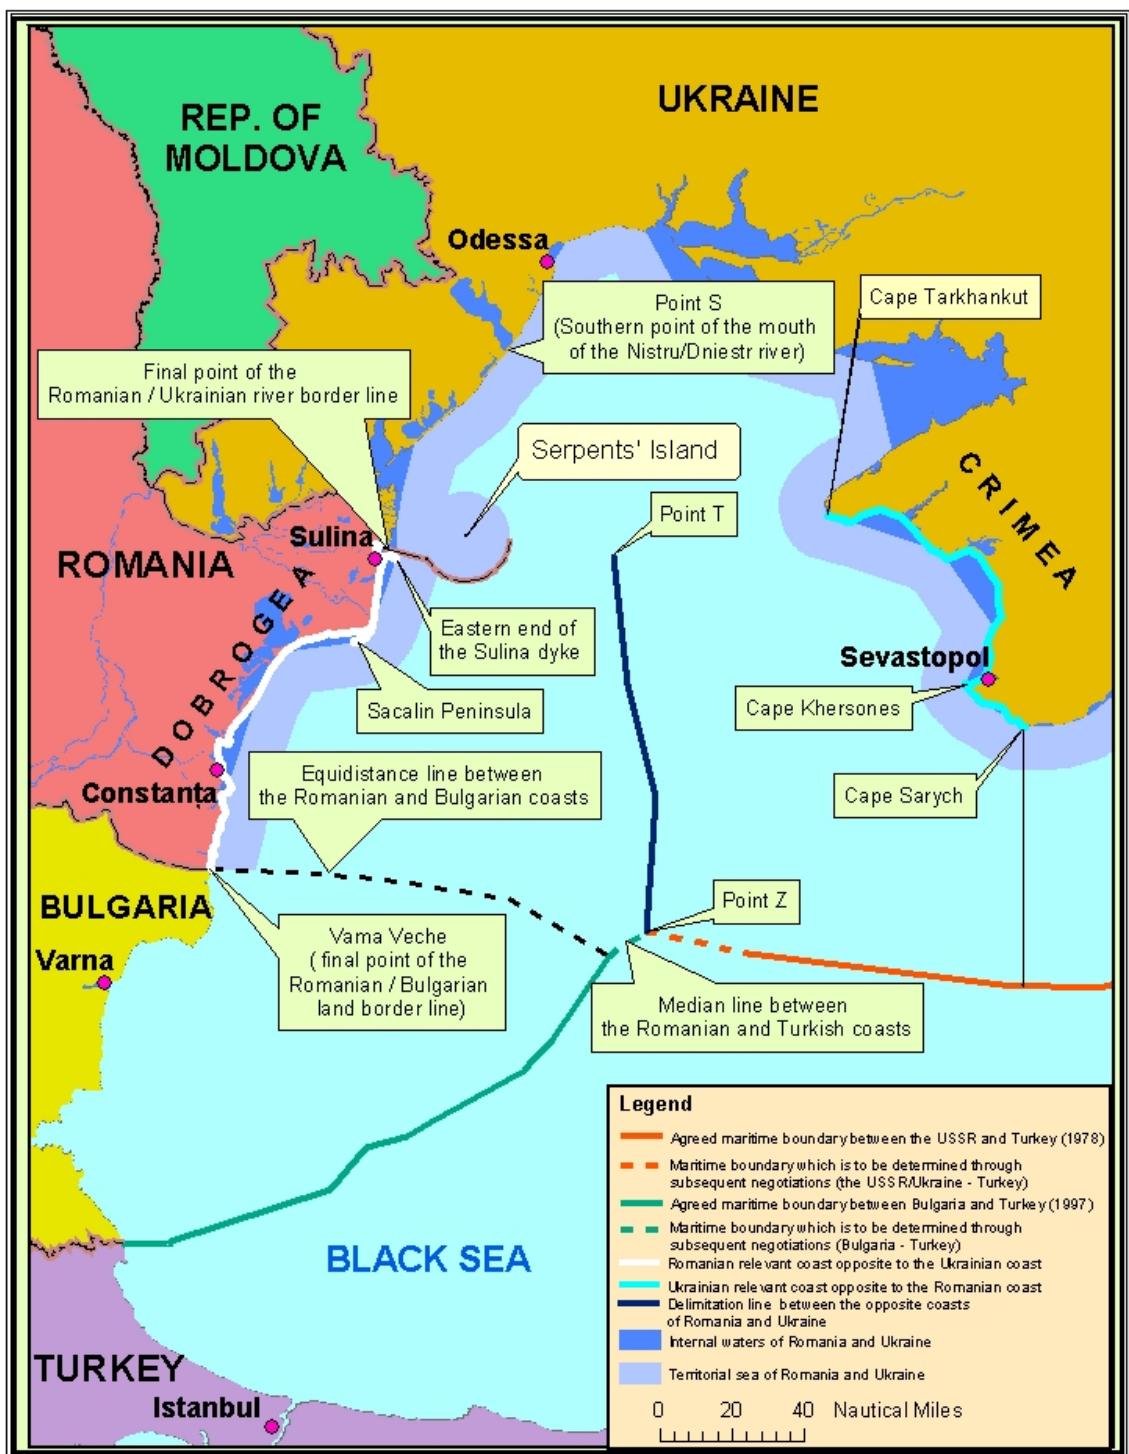 UKRAINE
REP. OF
MOLDOVA
Odessa
Cape Tarkhankut
Point S
(Southern point of the mouth
of the Nistru/Dniestr river)
Final point of the
Romanian / Ukrainian river border line
Serpents' Island
CRIMEA
Point T
Sulina
ROMANIA
DOBROGEA
Eastern end of
the Sulina dyke
Sevastopol
Sacalin Peninsula
Cape Khersones
Equidistance line between
the Romanian and Bulgarian coasts
Constanţa
Cape Sarych
BULGARIA
Point Z
Vama Veche
( final point of the
Romanian / Bulgarian
land border line)
Varna
Median line between
the Romanian and Turkish coasts
Legend
Agreed maritime boundary between the USSR and Turkey (1978)
Maritime boundary which is to be determined through
subsequent negotiations (the USSR/Ukraine - Turkey)
Agreed maritime boundary between Bulgaria and Turkey (1997)
Maritime boundary which is to be determined through
subsequent negotiations (Bulgaria - Turkey)
Romanian relevant coast opposite to the Ukrainian coast
Ukrainian relevant coast opposite to the Romanian coast
Delimitation line between the opposite coasts
of Romania and Ukraine
Internal waters of Romania and Ukraine
Territorial sea of Romania and Ukraine
0 20 40 Nautical Miles
BLACK SEA
TURKEY
Istanbul